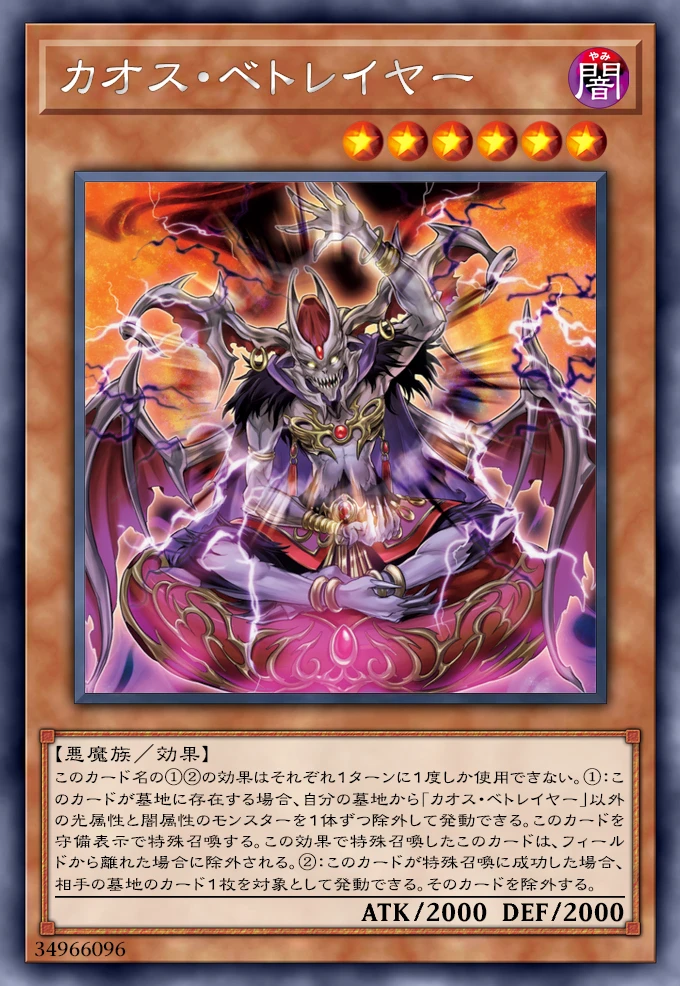 カオス・ベトレイヤー
やみ
闇
【悪魔族／効果】
このカード名の①②の効果はそれぞれ1ターンに1度しか使用できない。①：こ
のカードが墓地に存在する場合、自分の墓地から「カオス・ベトレイヤー」以外
の光属性と闇属性のモンスターを1体ずつ除外して発動できる。このカードを
守備表示で特殊召喚する。この効果で特殊召喚したこのカードは、フィール
ドから離れた場合に除外される。②：このカードが特殊召喚に成功した場合、
相手の墓地のカード1枚を対象として発動できる。そのカードを除外する。
ATK/2000 DEF/2000
34966096